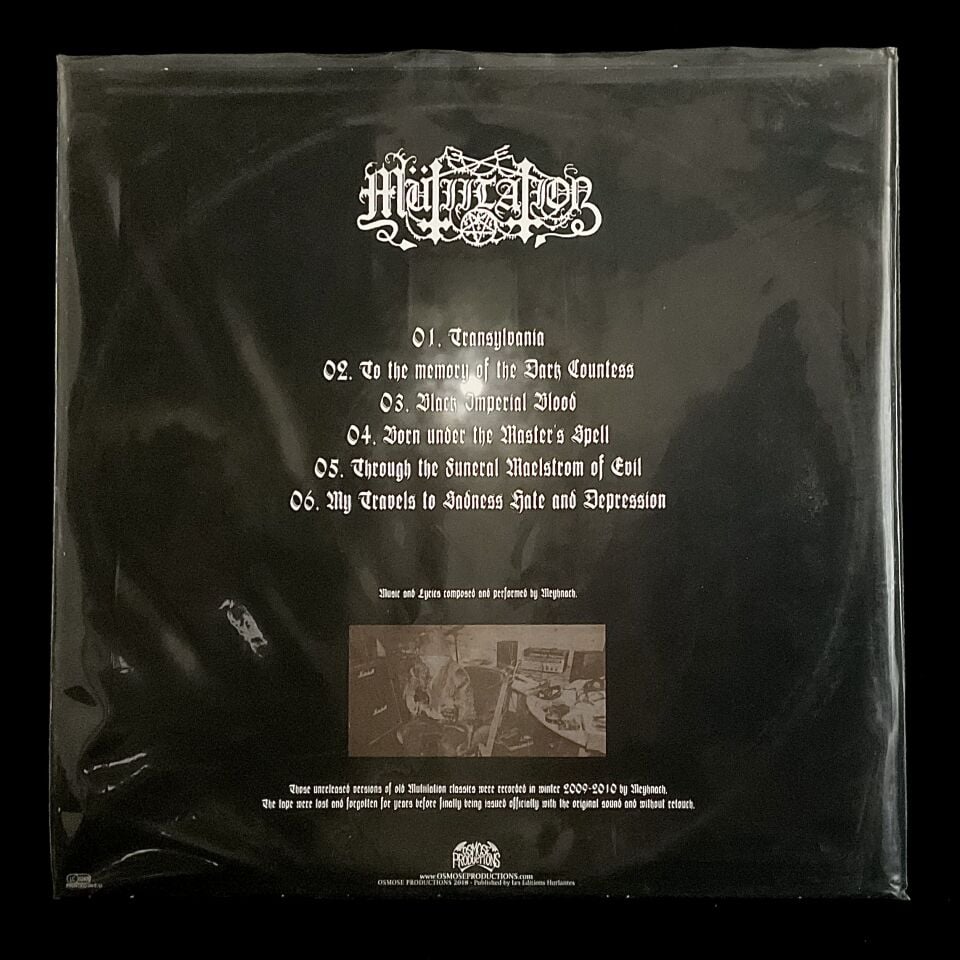 Mütiilation
01. Transylvania
02. To the memory of the Dark Countess
03. Black Imperial Blood
04. Born under the Master's Spell
05. Through the Funeral Maelstrom of Evil
06. My Travels to Sadness Hate and Depression
Music and Lyrics composed and performed by Meyhnach.
Marshall
Marshall
Those unreleased versions of old Mutiilation classics were recorded in winter 2009-2010 by Meyhnach.
The tape were lost and forgotten for years before finally being issued officially with the original sound and without retouch.
OSMOSE
PRODUCTIONS
www.OSMOSEPRODUCTIONS.com
OSMOSE PRODUCTIONS 2018 - Published by Les Editions Hurlantes